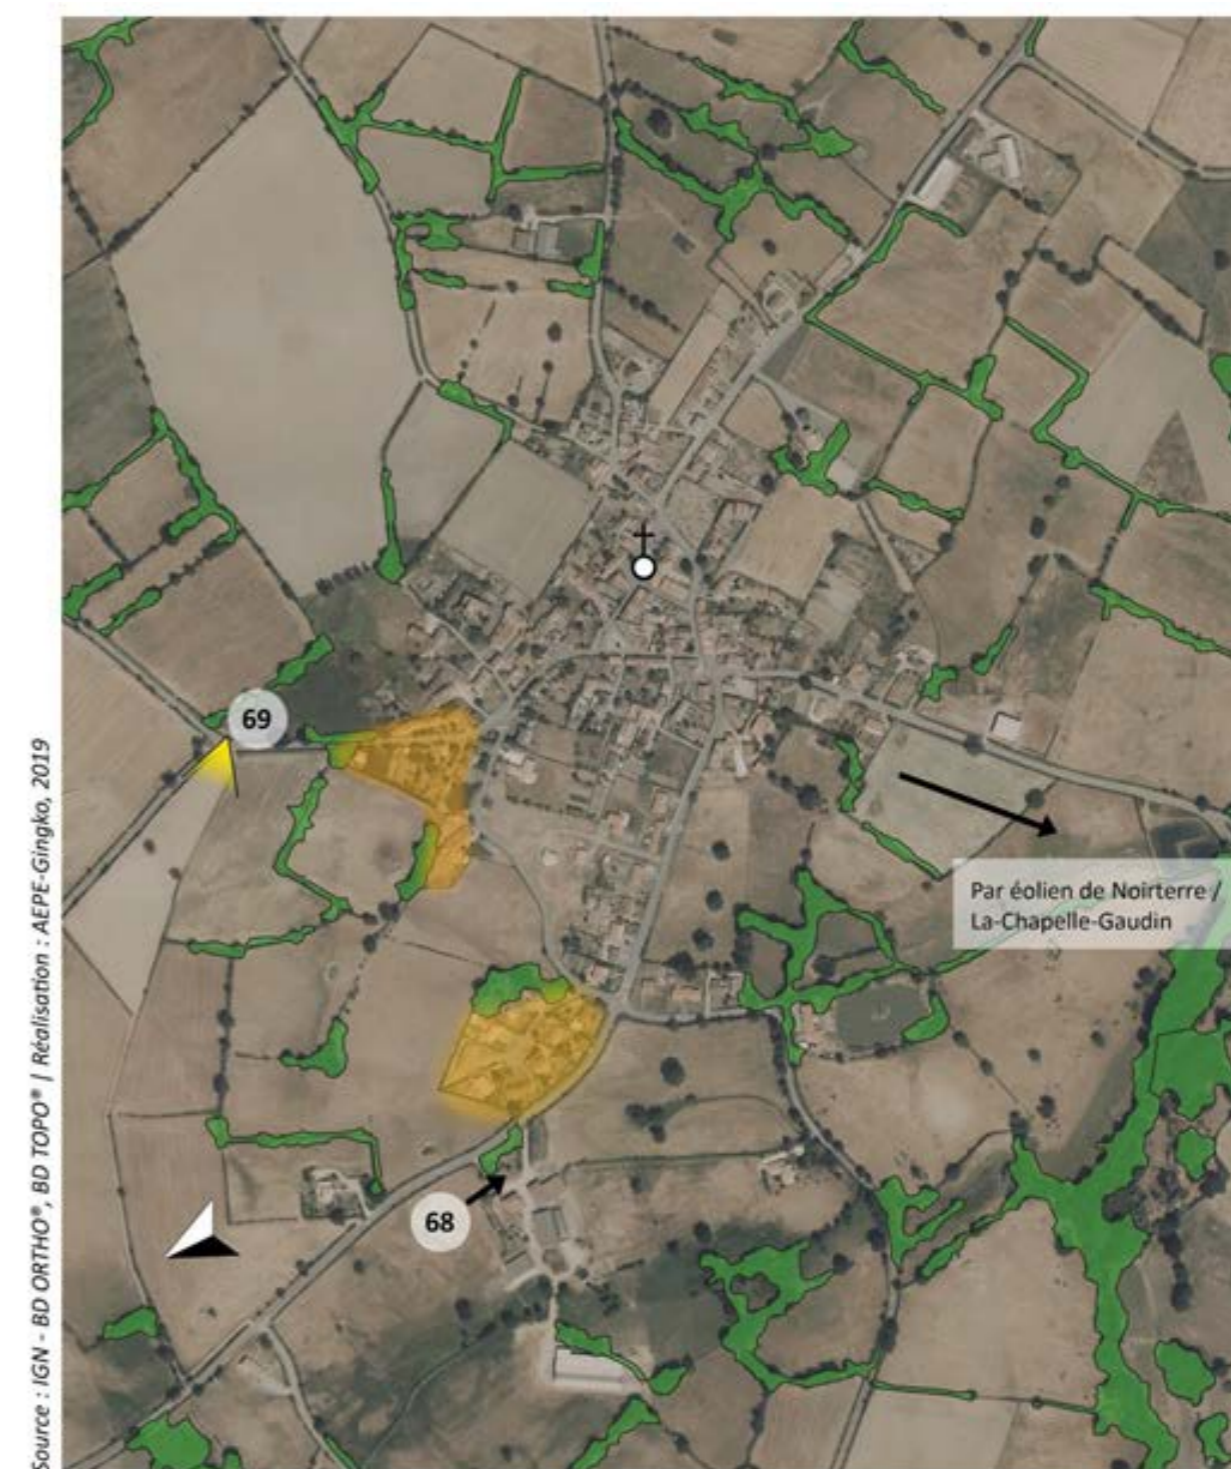 69
Par éolien de Noirterre /
La-Chapelle-Gaudin
68
Source : IGN - BD ORTHO®, BD TOPO® | Réalisation : AEPE-Gingko, 2019